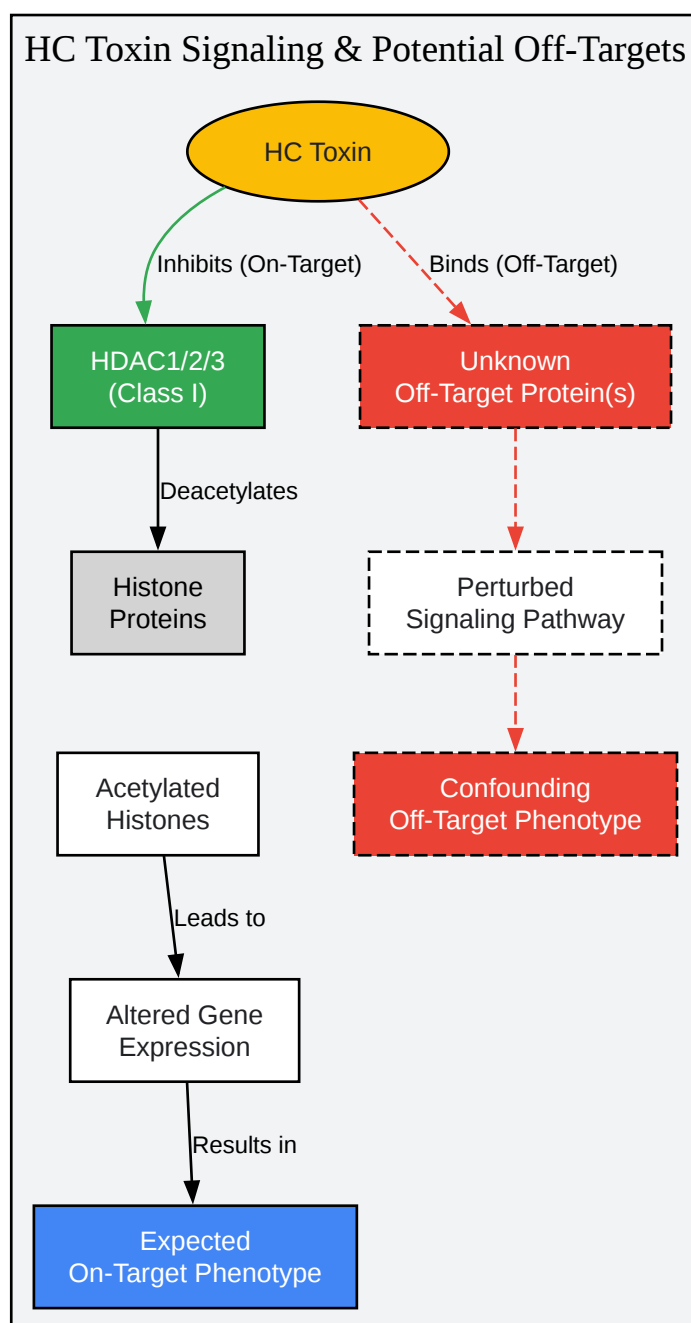 HC Toxin Signaling & Potential Off-Targets
HC Toxin
Inhibits (On-Target)
Binds (Off-Target)
HDAC1/2/3
(Class I)
Unknown
Off-Target Protein(s)
Deacetylates
Histone
Proteins
Perturbed
Signaling Pathway
Acetylated
Histones
Confounding
Off-Target Phenotype
Leads to
Altered Gene
Expression
Results in
Expected
On-Target Phenotype